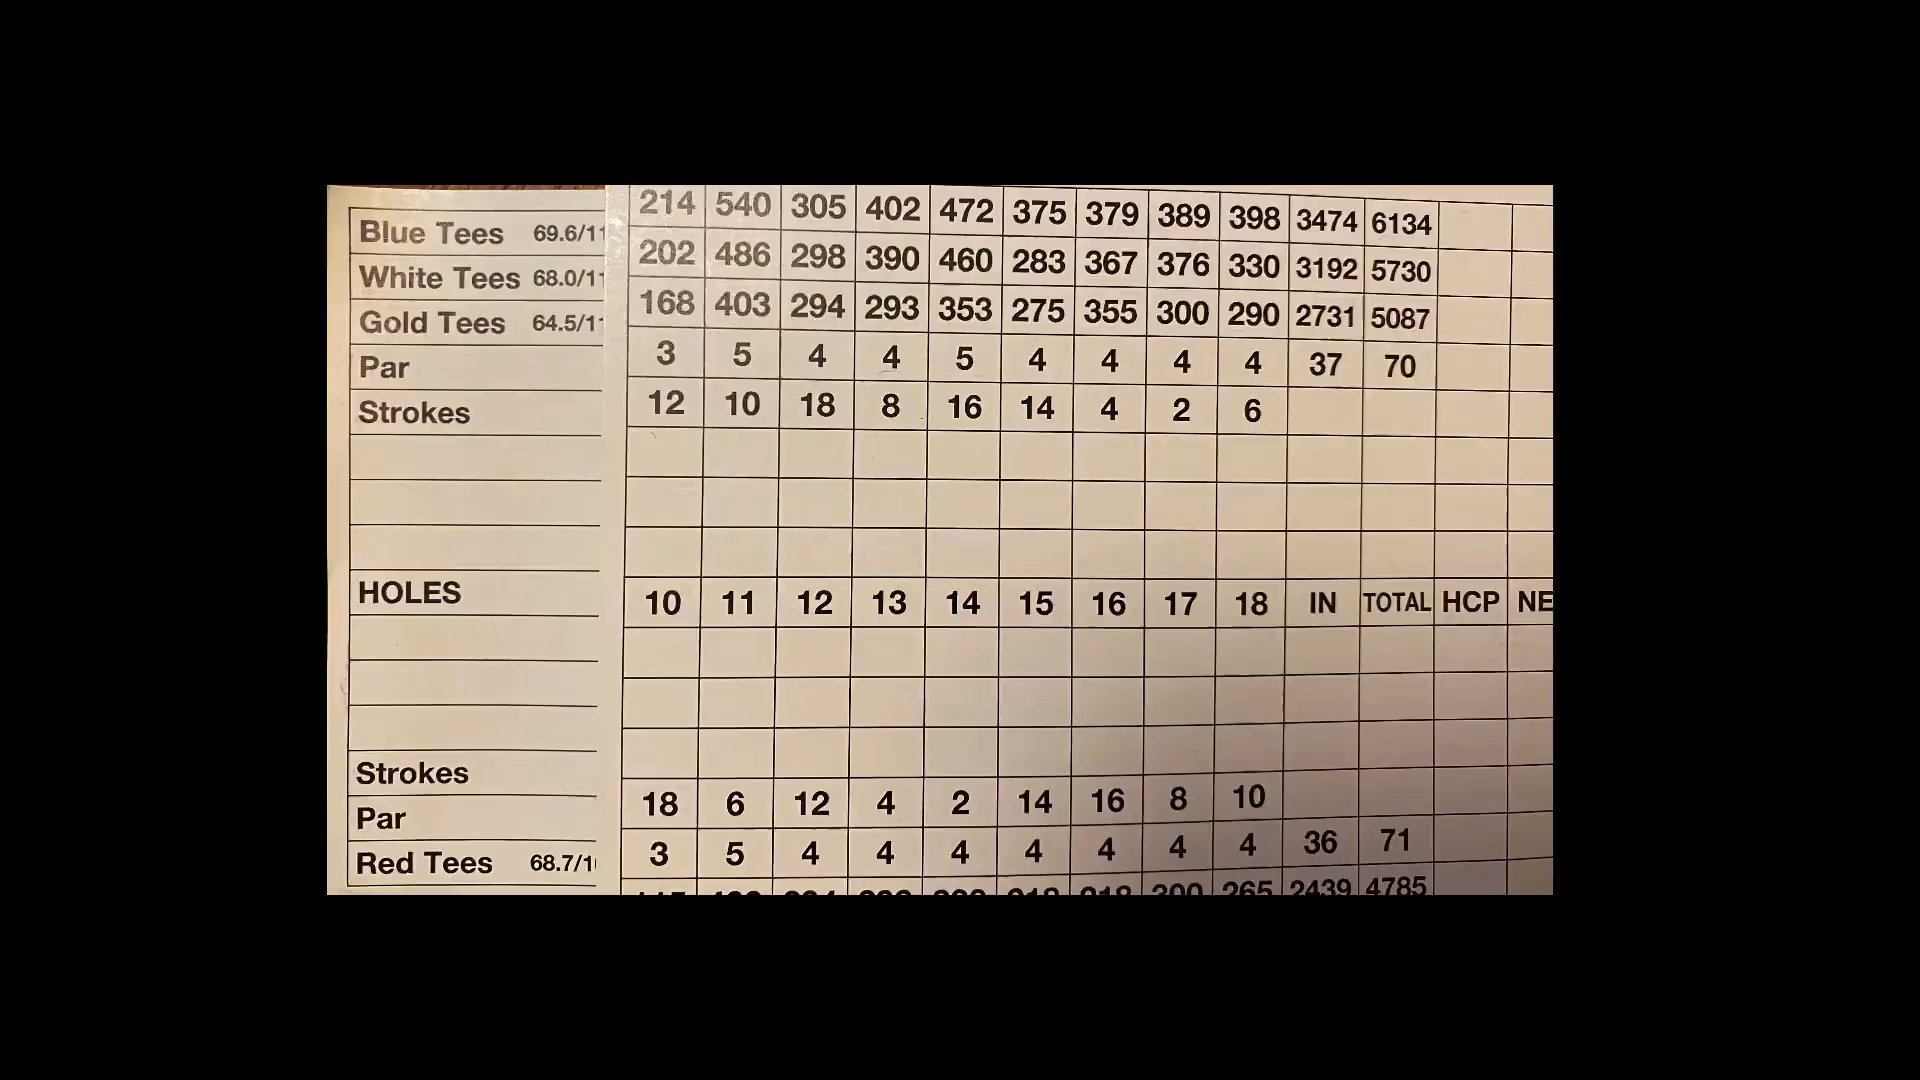 Blue Tees 69.6/11 214 540 305 402 472 375 379 389 398 3474 6134
White Tees 68.0/11 202 486 298 390 460 283 367 376 330 3192 5730
Gold Tees 64.5/11 168 403 294 293 353 275 355 300 290 2731 5087
Par 3 5 4 4 5 4 4 4 4 37 70
Strokes 12 10 18 8 16 14 4 2 6
HOLES 10 11 12 13 14 15 16 17 18 IN TOTAL HCP NE
Strokes 18 6 12 4 2 14 16 8 10
Par 3 5 4 4 4 4 4 4 4 36 71
Red Tees 68.7/1 300 265 2439 4785